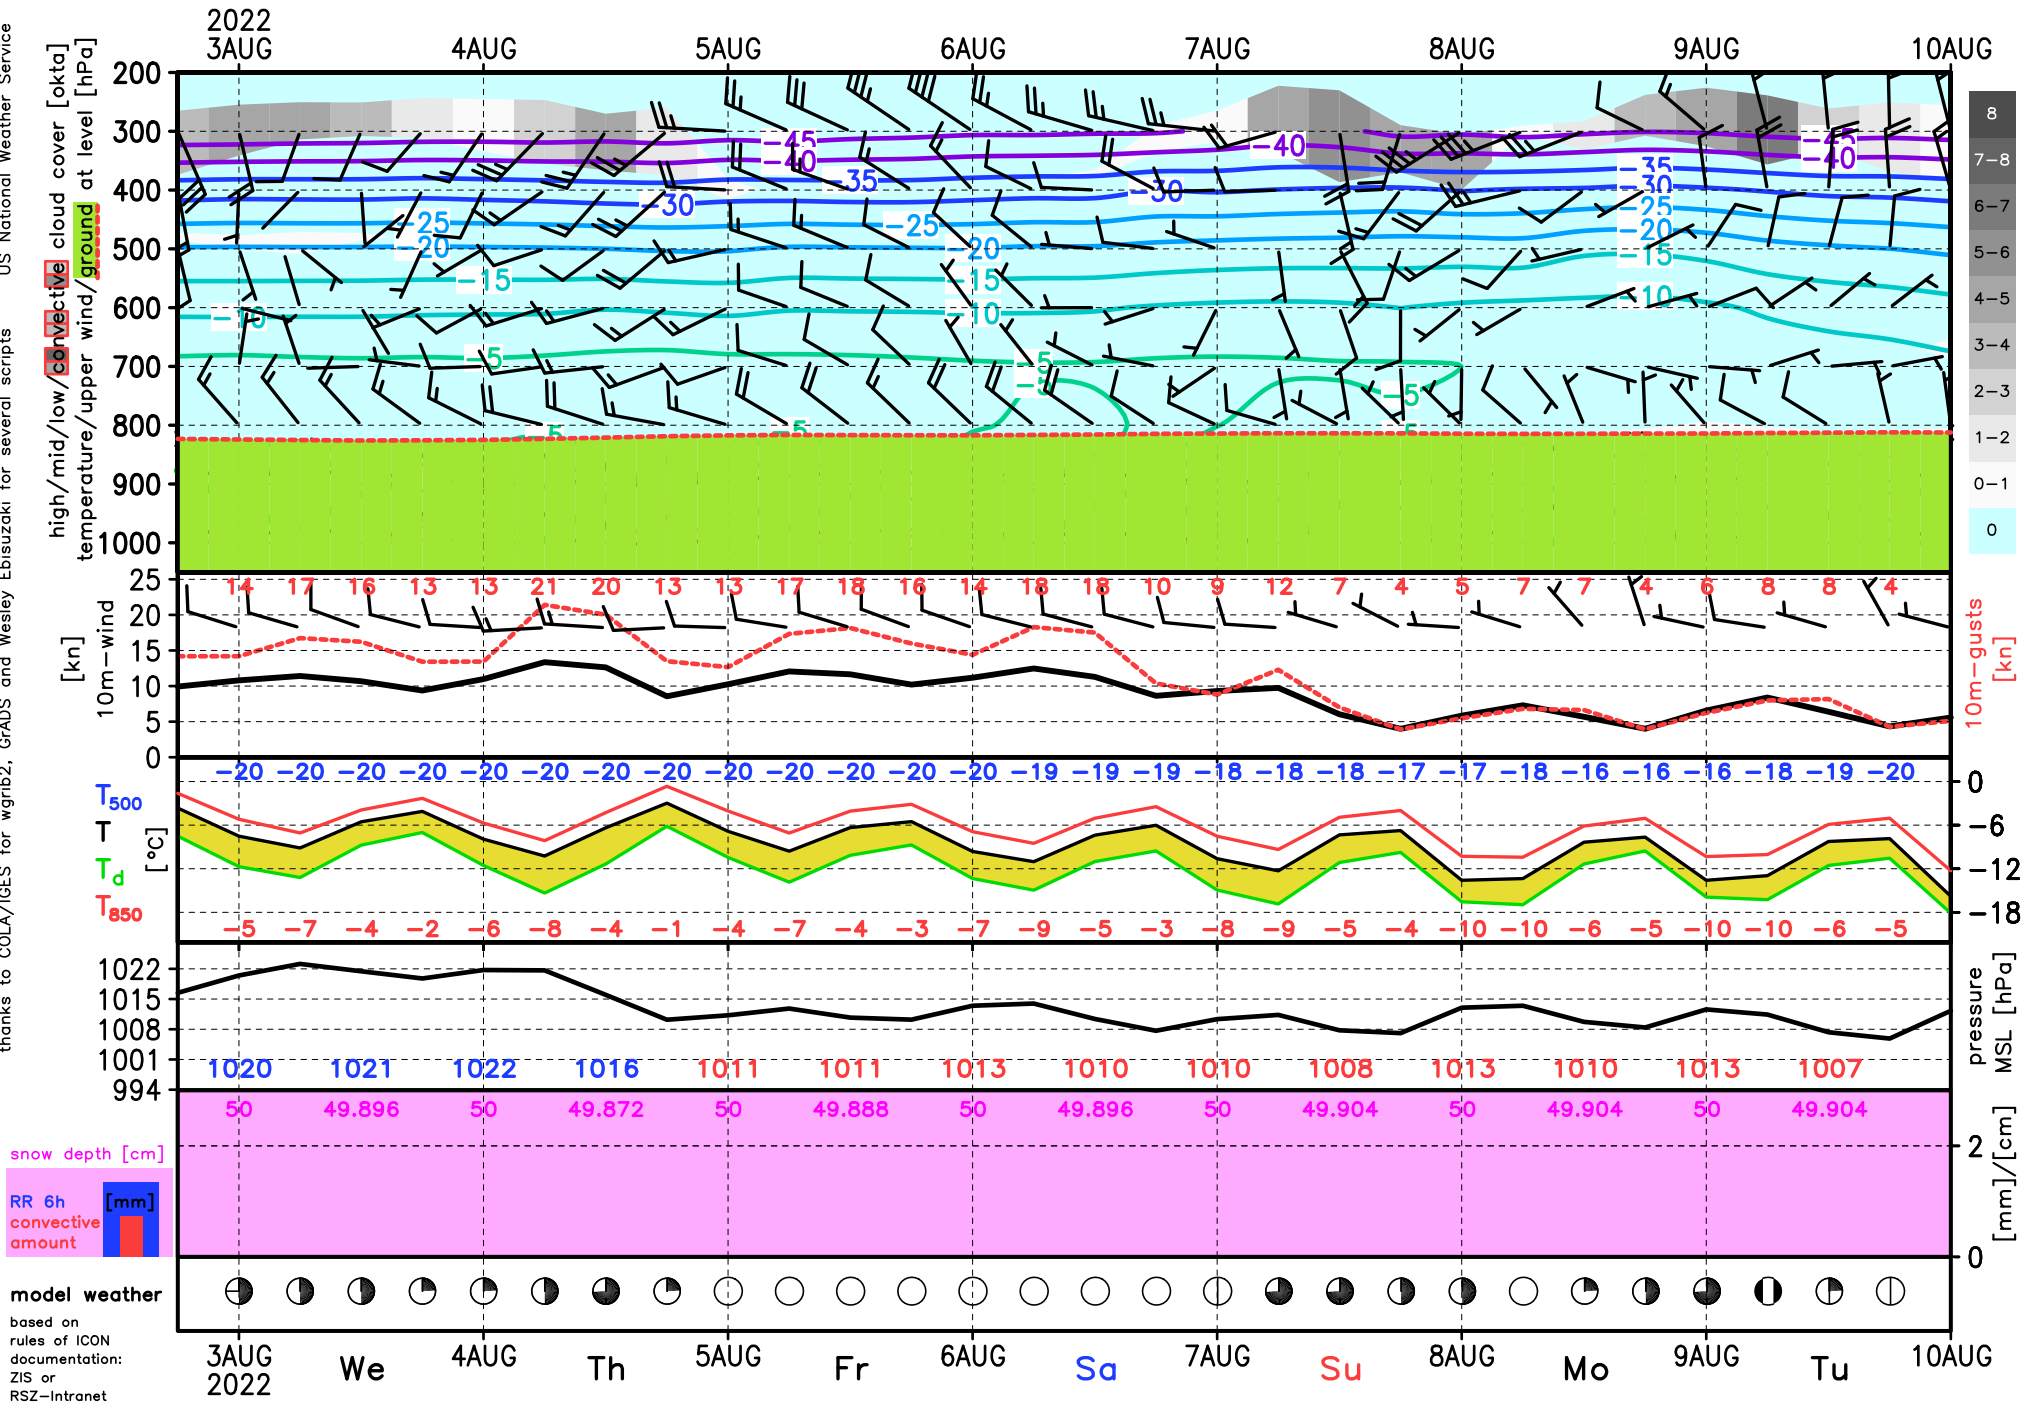 2022
3AUG 4AUG 5AUG 6AUG 7AUG 8AUG 9AUG 10AUG
thanks to COLA/IGES for wgrib2, GrADS and Wesley Ebisuzaki for several scripts US National Weather Service
high/mid/low/convective cloud cover [okta]
temperature/upper wind/ground at level [hPa]
200
300
400
500
600
700
800
900
1000
-45 -45
-40 -40 -40
-35 -35
-30 -30 -30
-25 -25 -25
-20 -20 -20
-15 -15 -15
-10 -10 -10
-5 -5 -5 -5
8
7-8
6-7
5-6
4-5
3-4
2-3
1-2
0-1
0
10m-wind
[kn]
25
20
15
10
5
0
14 17 16 13 13 21 20 13 13 17 18 16 14 18 18 10 9 12 7 4 5 7 7 4 6 8 8 4
10m-gusts
[kn]
T500
T
Td
T850
[°C]
-20 -20 -20 -20 -20 -20 -20 -20 -20 -20 -20 -20 -20 -19 -19 -19 -18 -18 -18 -17 -17 -18 -16 -16 -16 -18 -19 -20
0
-6
-12
-18
-5 -7 -4 -2 -6 -8 -4 -1 -4 -7 -4 -3 -7 -9 -5 -3 -8 -9 -5 -4 -10 -10 -6 -5 -10 -10 -6 -5
1022
1015
1008
1001
994
1020 1021 1022 1016 1011 1011 1013 1010 1010 1008 1013 1010 1013 1007
pressure
MSL [hPa]
50 49.896 50 49.872 50 49.888 50 49.896 50 49.904 50 49.904 50 49.904
snow depth [cm]
RR 6h [mm]
convective
amount
2
0
[mm]/[cm]
model weather
based on
rules of ICON
documentation:
ZIS or
RSZ-Intranet
3AUG We 4AUG Th 5AUG Fr 6AUG Sa 7AUG Su 8AUG Mo 9AUG Tu 10AUG
2022